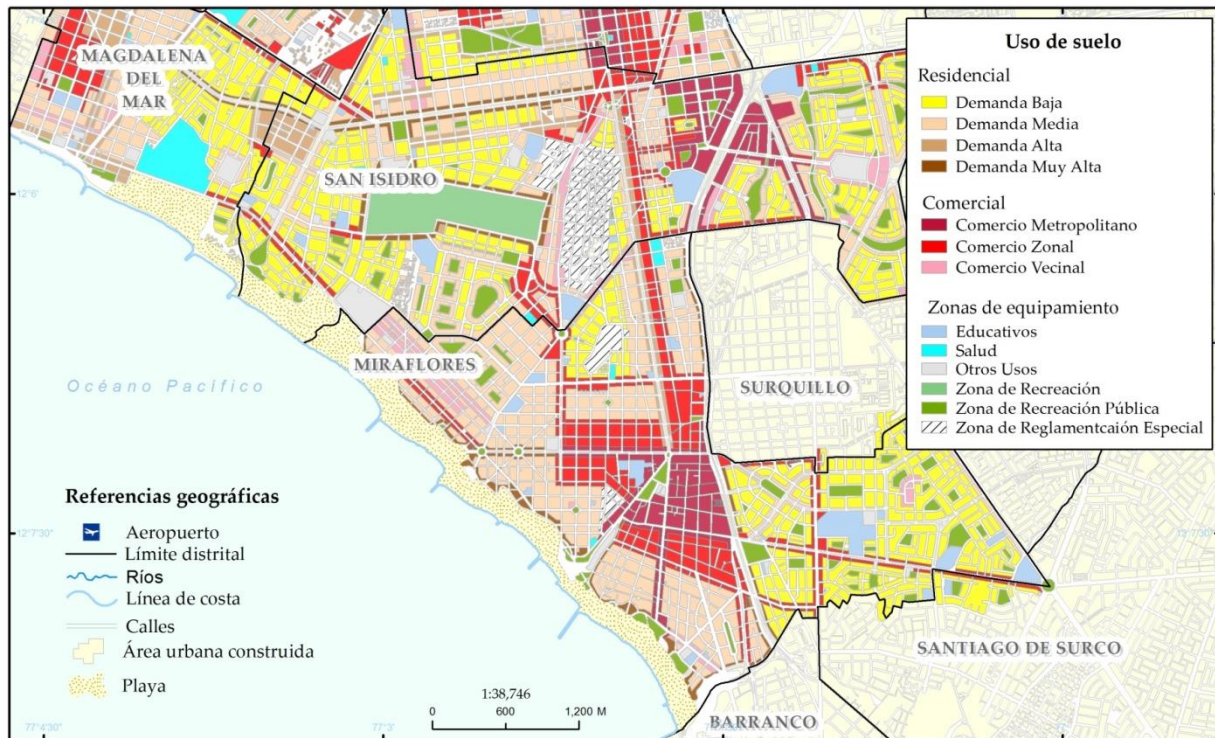 MAGDALENA
DEL
MAR
SAN ISIDRO
MIRAFLORES
SURQUILLO
SANTIAGO DE SURCO
BARRANCO
Océano Pacífico
12°6'
12°7'30"
77°4'30"
77°3'
Uso de suelo
Residencial
Demanda Baja
Demanda Media
Demanda Alta
Demanda Muy Alta
Comercial
Comercio Metropolitano
Comercio Zonal
Comercio Vecinal
Zonas de equipamiento
Educativos
Salud
Otros Usos
Zona de Recreación
Zona de Recreación Pública
Zona de Reglamentcaión Especial
Referencias geográficas
Aeropuerto
Límite distrital
Ríos
Línea de costa
Calles
Área urbana construida
Playa
1:38,746
0 600 1,200 M